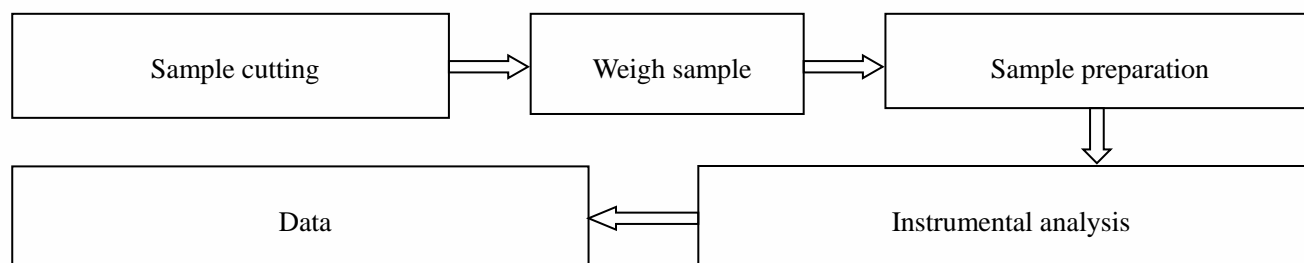 Sample cutting
Weigh sample
Sample preparation
Instrumental analysis
Data